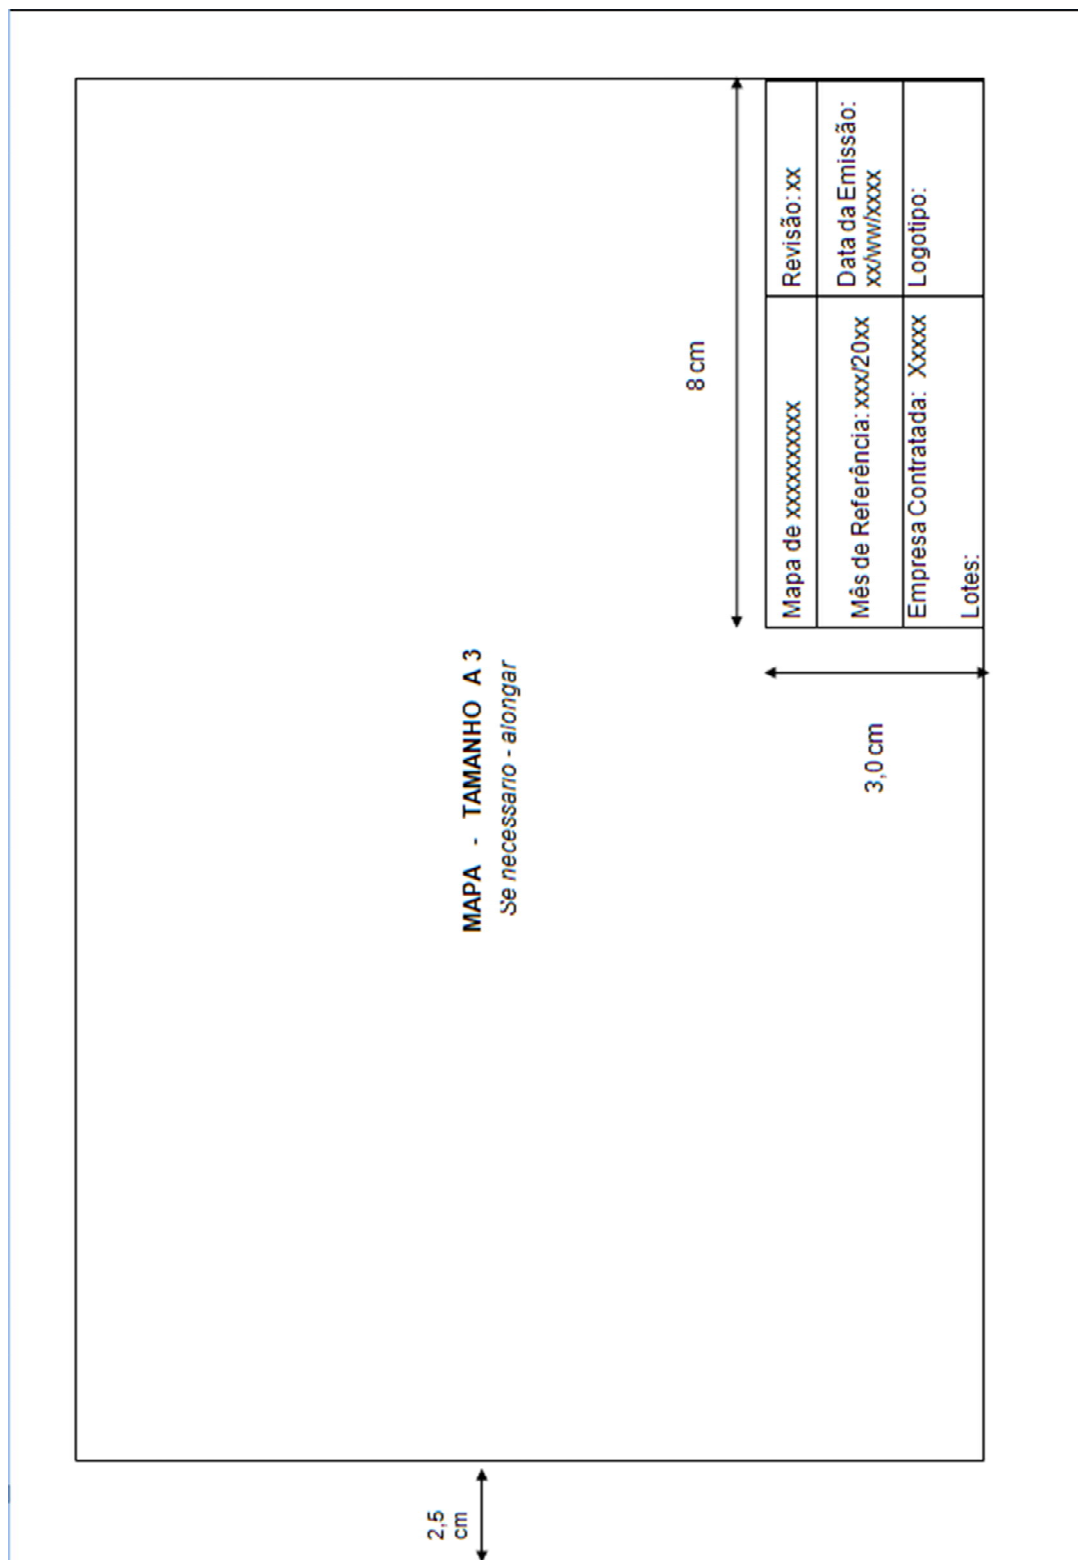 MAPA - TAMANHO A 3
Se necessario - alongar
8 cm
Mapa de xxxxxxxxxx
Revisão: xx
Mês de Referência: xxx/20xx
Data da Emissão:
xx/ww/xxxx
Empresa Contratada: Xxxxx
Logotipo:
Lotes:
3,0 cm
2,5
cm